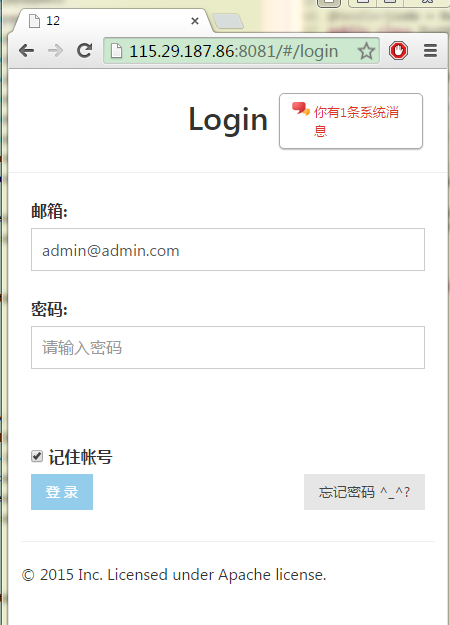 12
115.29.187.86:8081/#/login
Login
你有1条系统消
息
邮箱:
admin@admin.com
密码:
请输入密码
记住帐号
登 录
忘记密码 ^_^?
© 2015 Inc. Licensed under Apache license.